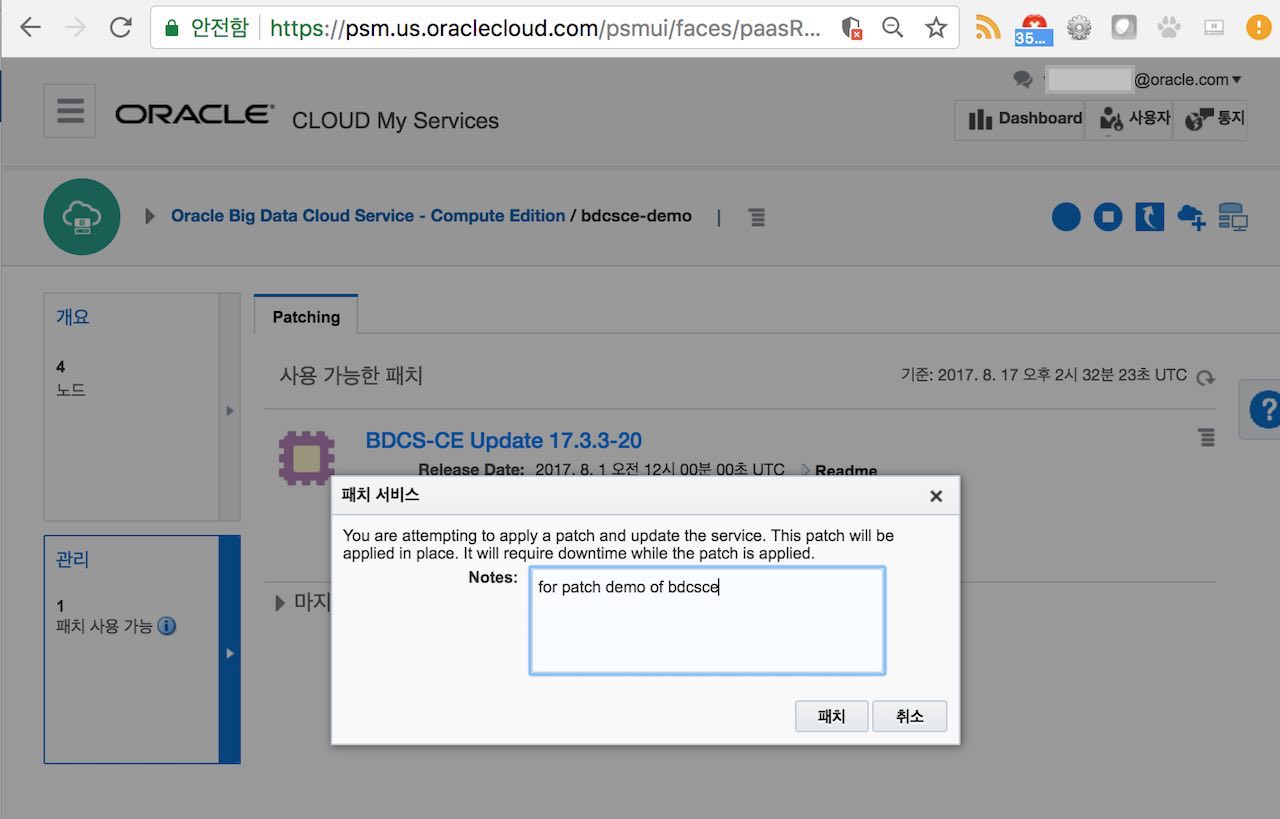 안전함 https://psm.us.oraclecloud.com/psmui/faces/paasR...
35...
@oracle.com
ORACLE CLOUD My Services
Dashboard 사용자 통지
Oracle Big Data Cloud Service - Compute Edition / bdcsce-demo |
개요
4
노드
관리
1
패치 사용 가능
Patching
사용 가능한 패치
기준: 2017. 8. 17 오후 2시 32분 23초 UTC
BDCS-CE Update 17.3.3-20
Release Date: 2017. 8. 1 오전 12시 00분 00초 UTC Readme
마지
패치 서비스
You are attempting to apply a patch and update the service. This patch will be
applied in place. It will require downtime while the patch is applied.
Notes: for patch demo of bdcsce
패치 취소